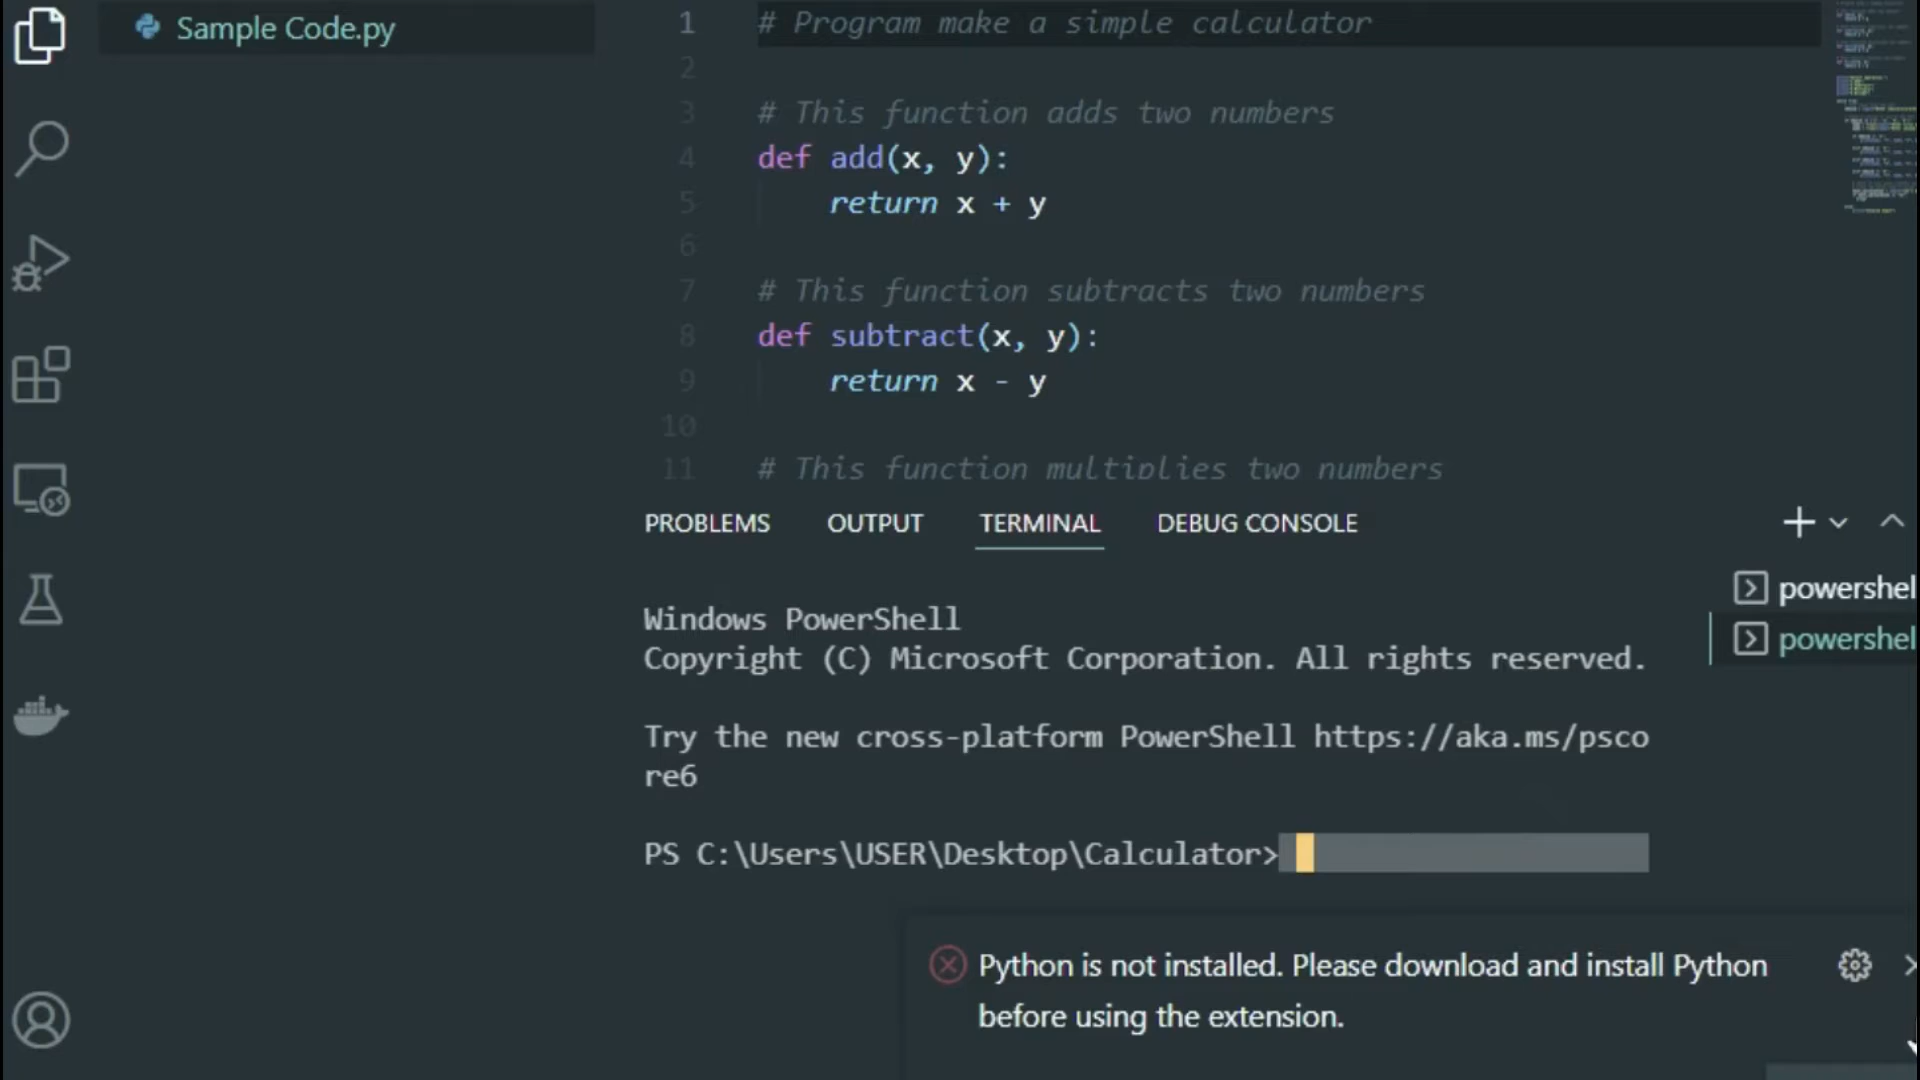 Sample Code.py
1 # Program make a simple calculator
2
3 # This function adds two numbers
4 def add(x, y):
5 return x + y
6
7 # This function subtracts two numbers
8 def subtract(x, y):
9 return x - y
10
11 # This function multiplies two numbers
PROBLEMS OUTPUT TERMINAL DEBUG CONSOLE
powershel
powershel
Windows PowerShell
Copyright (C) Microsoft Corporation. All rights reserved.
Try the new cross-platform PowerShell https://aka.ms/psco
re6
PS C:\Users\USER\Desktop\Calculator>
Python is not installed. Please download and install Python
before using the extension.